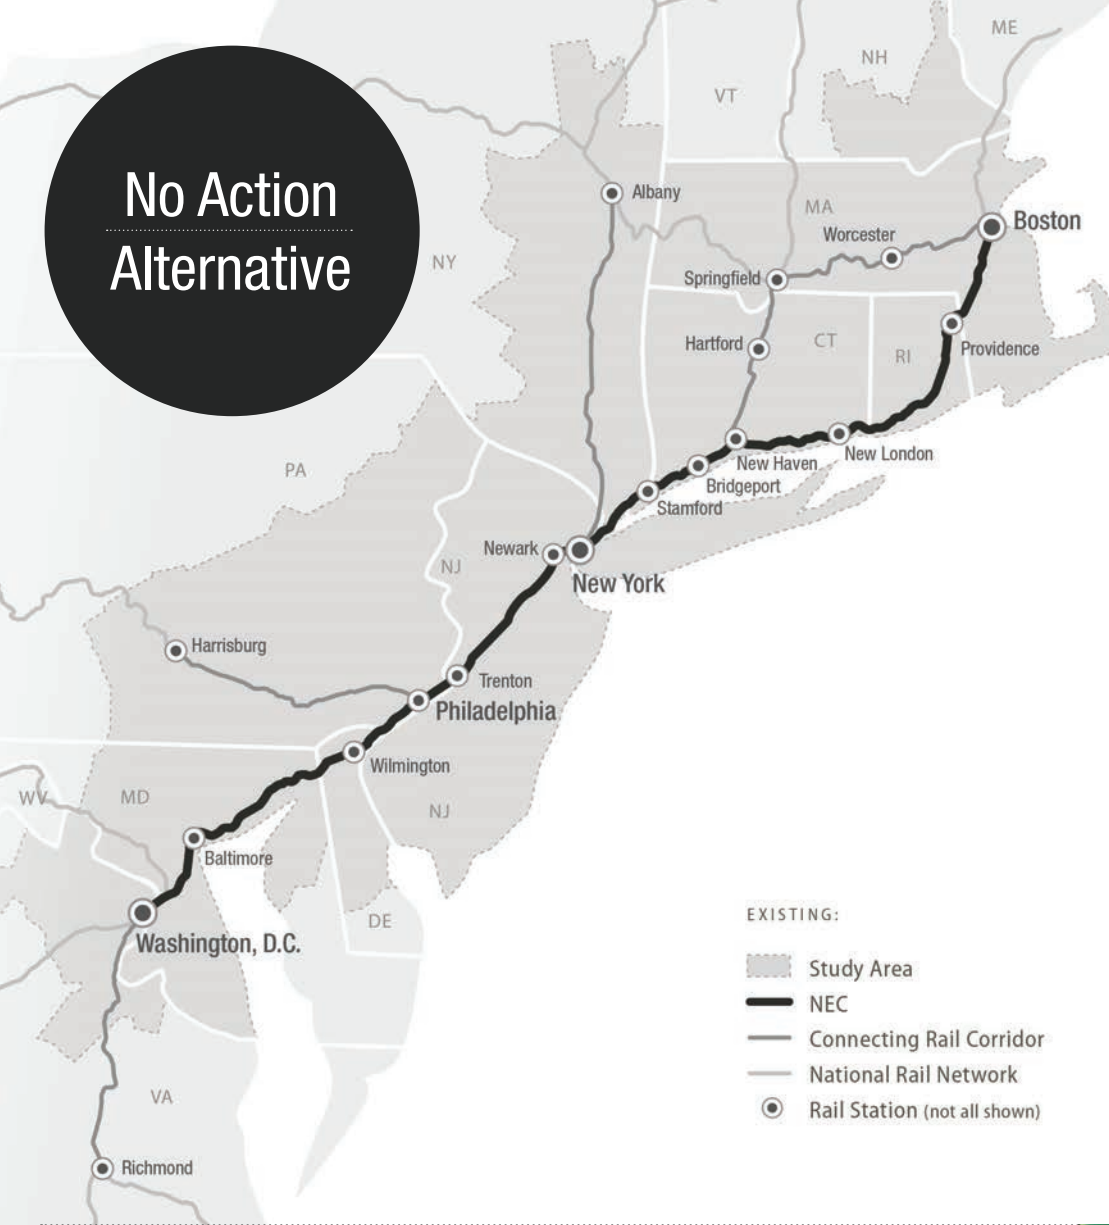 No Action
Alternative
ME
NH
VT
Albany
MA
Boston
Worcester
NY
Springfield
Hartford
CT
RI
Providence
New London
New Haven
PA
Bridgeport
Stamford
Newark
NJ
New York
Harrisburg
Trenton
Philadelphia
Wilmington
WV
MD
NJ
Baltimore
DE
Washington, D.C.
VA
Richmond
EXISTING:
Study Area
NEC
Connecting Rail Corridor
National Rail Network
Rail Station (not all shown)